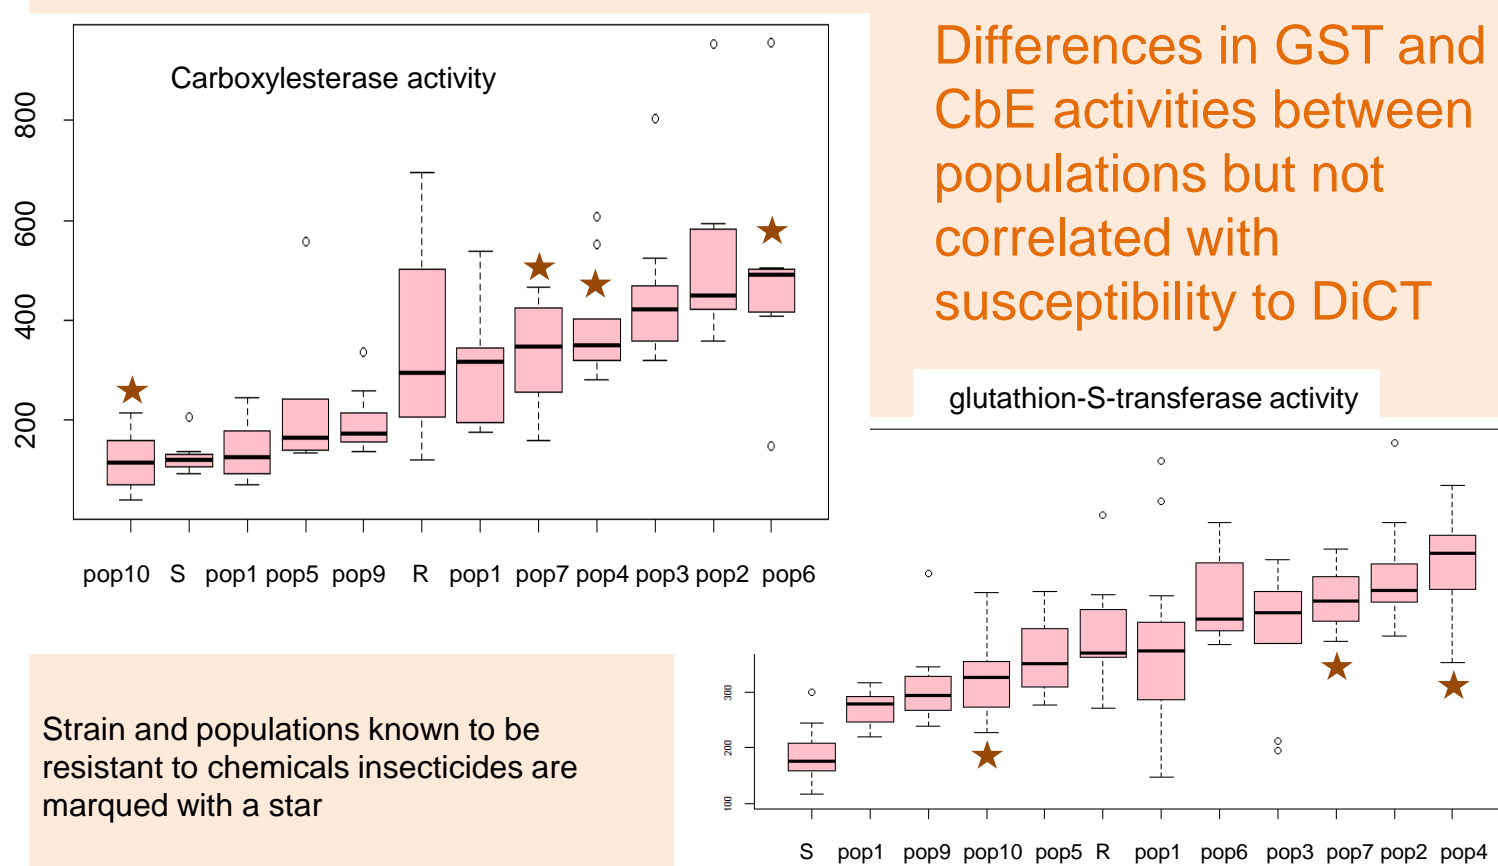 Carboxylesterase activity
800
600
400
200
pop10 S pop1 pop5 pop9 R pop1 pop7 pop4 pop3 pop2 pop6
Differences in GST and
CbE activities between
populations but not
correlated with
susceptibility to DiCT
glutathion-S-transferase activity
300
200
100
S pop1 pop9 pop10 pop5 R pop1 pop6 pop3 pop7 pop2 pop4
Strain and populations known to be
resistant to chemicals insecticides are
marqued with a star